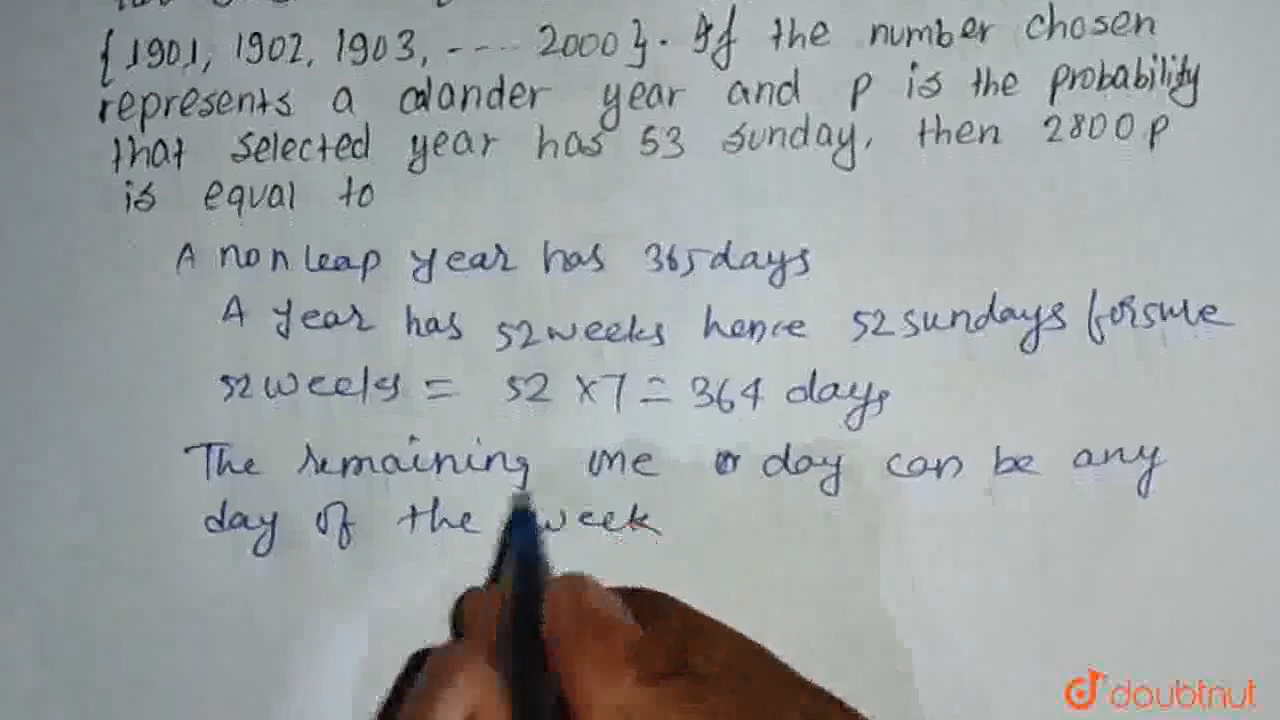 {1901, 1902, 1903, ---- 2000}. If the number chosen
represents a calander year and p is the probability
that selected year has 53 sunday, then 2800 p
is equal to
A non leap year has 365 days
A year has 52 weeks hence 52 sundays for sure
52 weeks = 52 × 7 = 364 days
The remaining one day can be any
day of the week
doubtnut